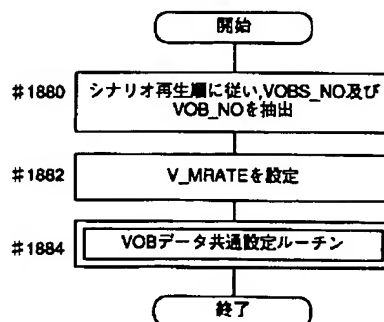 開始
#1880
シナリオ再生順に従い,VOBS_NO及び
VOB_NOを抽出
#1882
V_MRATEを設定
#1884
VOBデータ共通設定ルーチン
終了